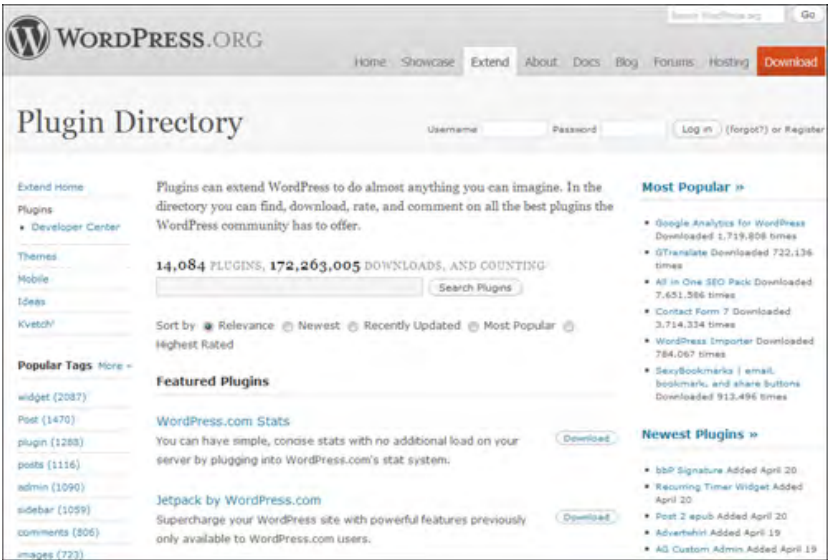 Search WordPress.org Go
WORDPRESS.ORG
Home Showcase Extend About Docs Blog Forums Hosting Download
Plugin Directory
Username Password Log in (forgot?) or Register
Extend Home
Plugins
• Developer Center
Themes
Mobile
Ideas
Kvetch!
Popular Tags More »
widget (2087)
Post (1470)
plugin (1288)
posts (1116)
admin (1090)
sidebar (1059)
comments (806)
images (723)
Plugins can extend WordPress to do almost anything you can imagine. In the
directory you can find, download, rate, and comment on all the best plugins the
WordPress community has to offer.
14,084 PLUGINS, 172,263,005 DOWNLOADS, AND COUNTING
Search Plugins
Sort by Relevance Newest Recently Updated Most Popular
Highest Rated
Featured Plugins
WordPress.com Stats
You can have simple, concise stats with no additional load on your
server by plugging into WordPress.com's stat system.
Download
Jetpack by WordPress.com
Supercharge your WordPress site with powerful features previously
only available to WordPress.com users.
Download
Most Popular »
• Google Analytics for WordPress
Downloaded 1,719,808 times
• GTranslate Downloaded 722,136
times
• All in One SEO Pack Downloaded
7,651,586 times
• Contact Form 7 Downloaded
3,714,334 times
• WordPress Importer Downloaded
784,067 times
• SexyBookmarks | email,
bookmark, and share buttons
Downloaded 913,496 times
Newest Plugins »
• bbP Signature Added April 20
• Recurring Timer Widget Added
April 20
• Post 2 epub Added April 20
• Advertwhirl Added April 19
• AG Custom Admin Added April 19